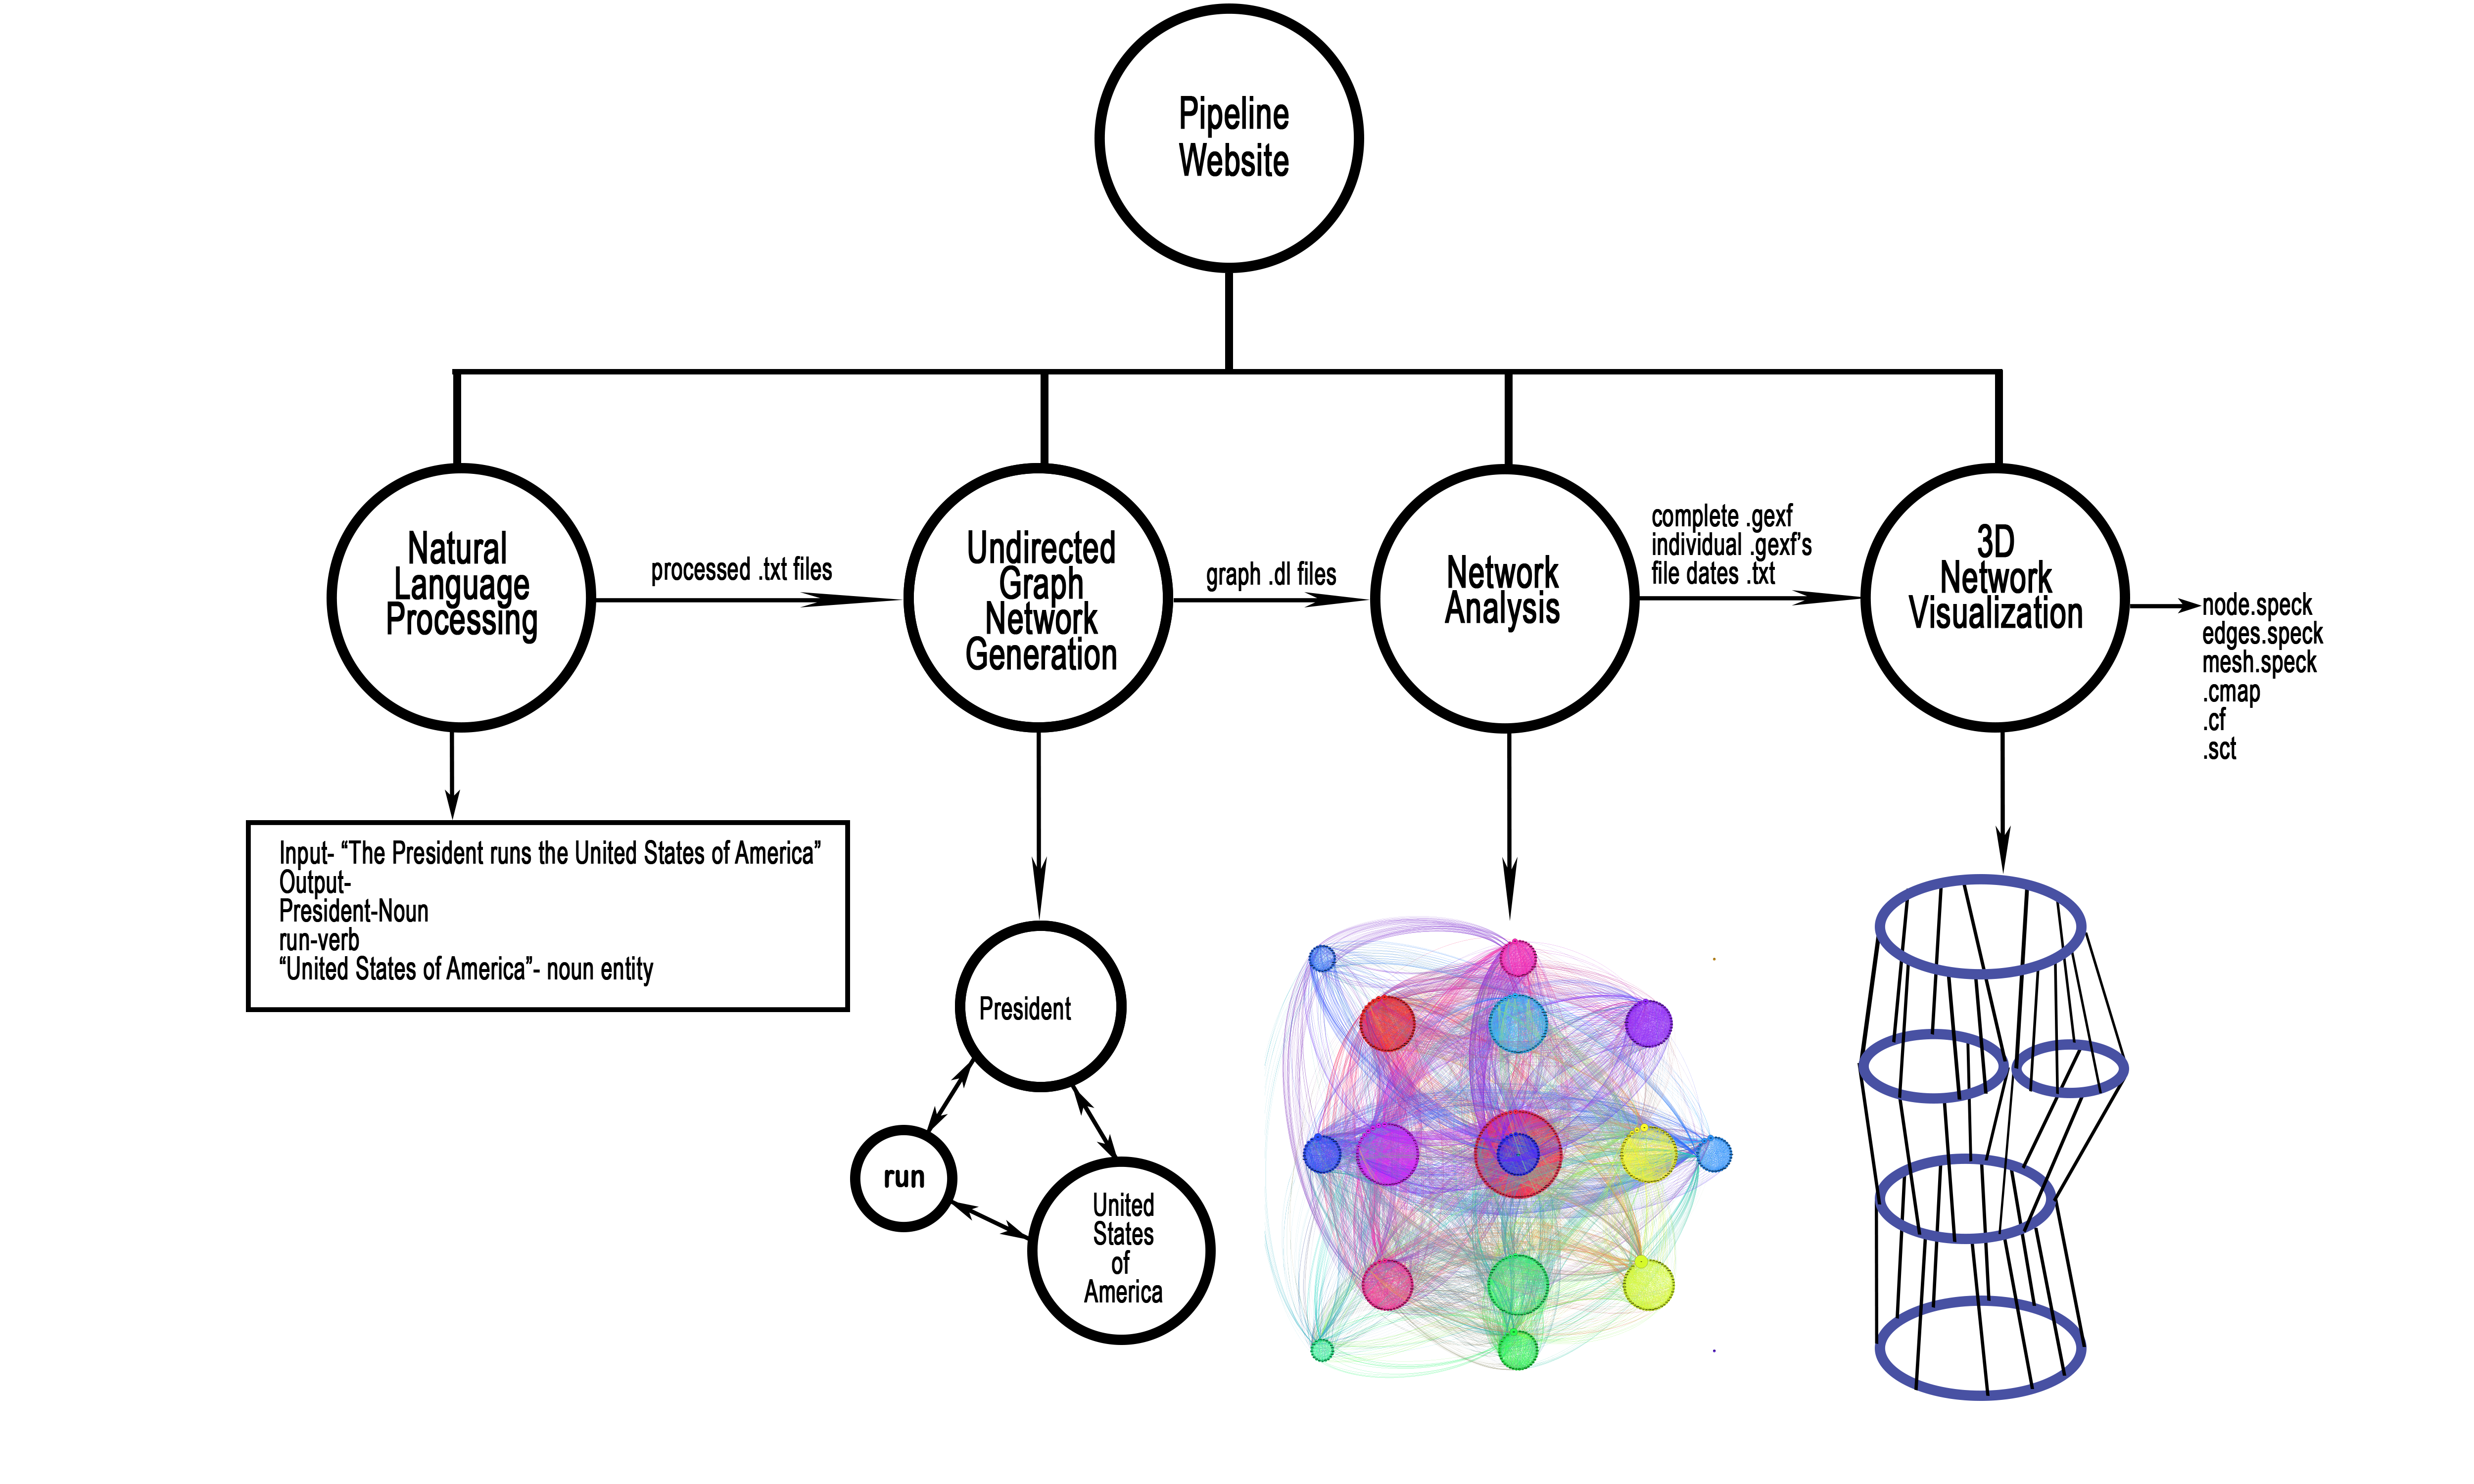 Pipeline
Website
Natural
Language
Processing
processed .txt files
Undirected
Graph
Network
Generation
graph .dl files
Network
Analysis
complete .gexf
individual .gexf’s
file dates .txt
3D
Network
Visualization
node.speck
edges.speck
mesh.speck
.cmap
.cf
.sct
Input- “The President runs the United States of America”
Output-
President-Noun
run-verb
“United States of America”- noun entity
President
run
United
States
of
America